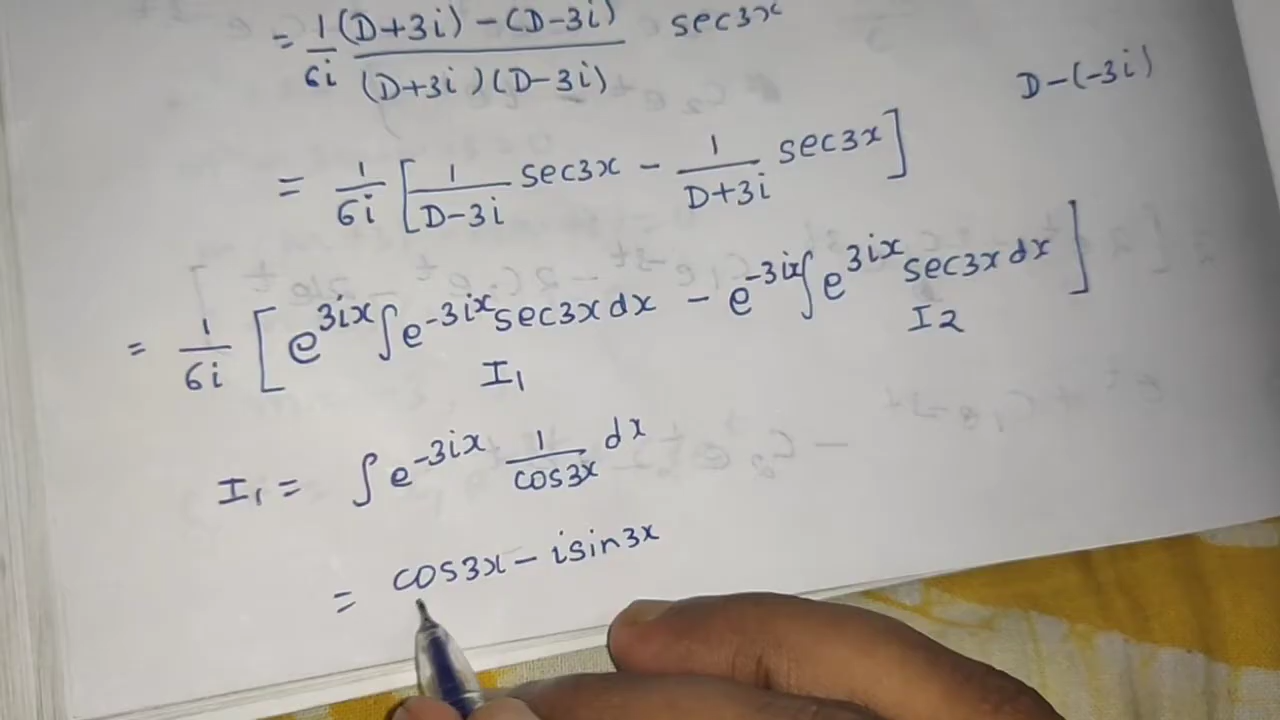 = 1/6i (D+3i) - (D-3i) / (D+3i)(D-3i) sec3x
D-(-3i)
= 1/6i [ 1/D-3i sec3x - 1/D+3i sec3x ]
= 1/6i [ e^3ix ∫ e^-3ix sec3x dx - e^-3ix ∫ e^3ix sec3x dx ]
I₁ I2
I₁ = ∫ e^-3ix 1/cos3x dx
= cos3x - isin3x